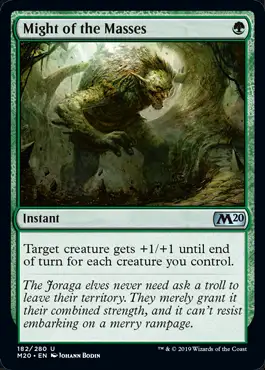 Might of the Masses
Instant
M20
Target creature gets +1/+1 until end
of turn for each creature you control.
The Joraga elves never need ask a troll to
leave their territory. They merely grant it
their combined strength, and it can't resist
embarking on a merry rampage.
182/280 U
M20 • EN Johann Bodin
™ & © 2019 Wizards of the Coast